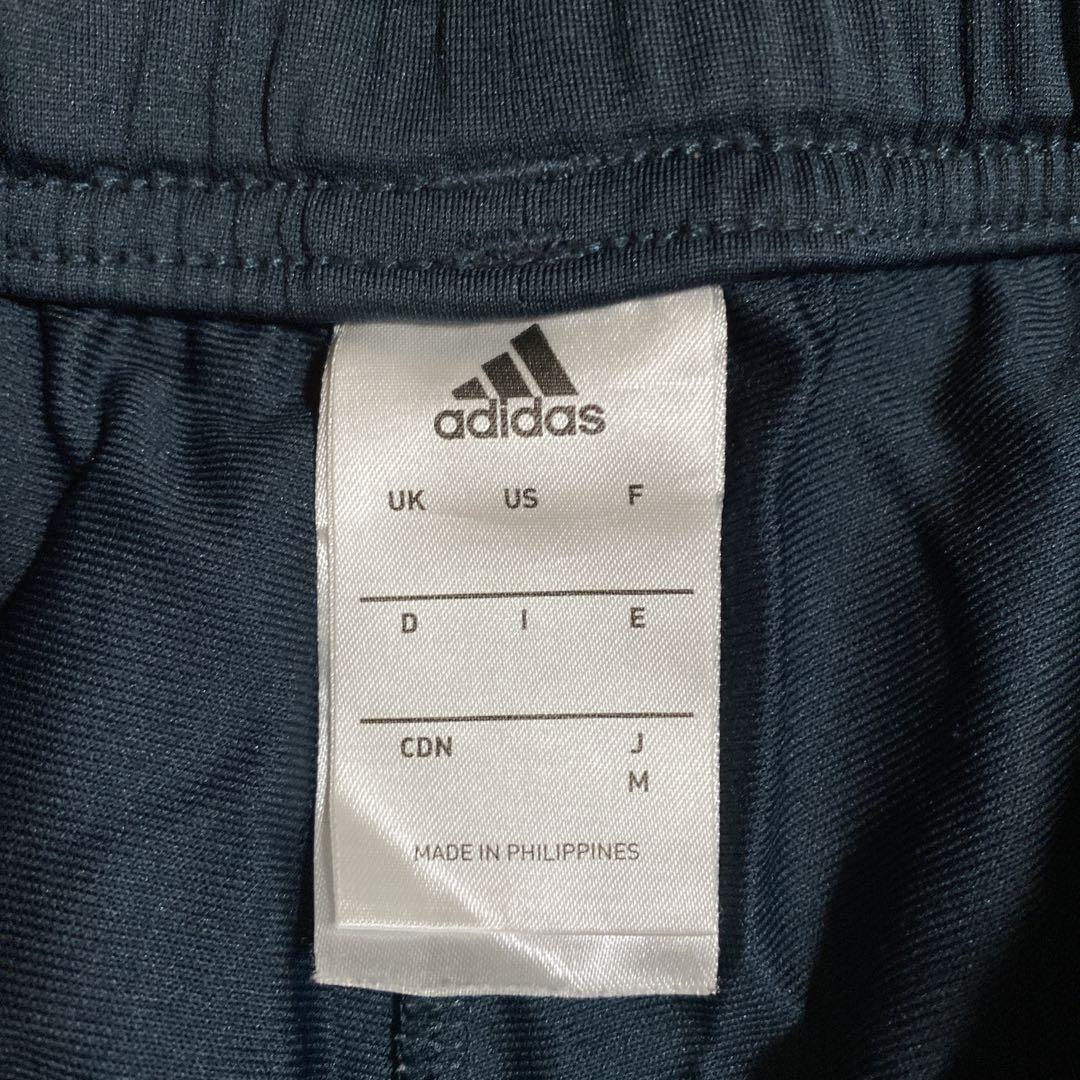 adidas
UK US F
D I E
CDN J
M
MADE IN PHILIPPINES